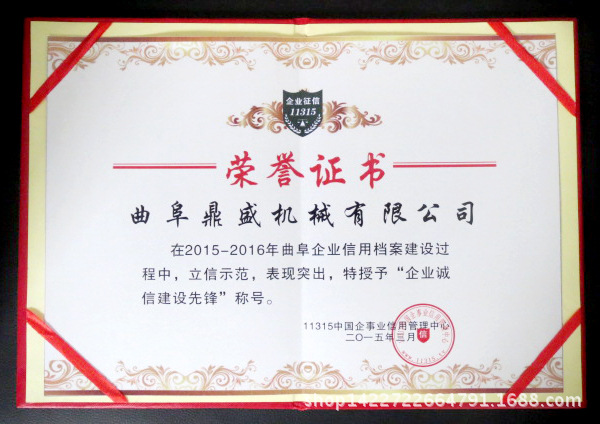 企业征信
11315
荣誉证书
曲阜鼎盛机械有限公司
在2015-2016年曲阜企业信用档案建设过
程中，立信示范，表现突出，特授予“企业诚
信建设先锋”称号。
11315中国企事业信用管理中心
二〇一五年三月
信
www.11315.cn
shop1422722664791.1688.com